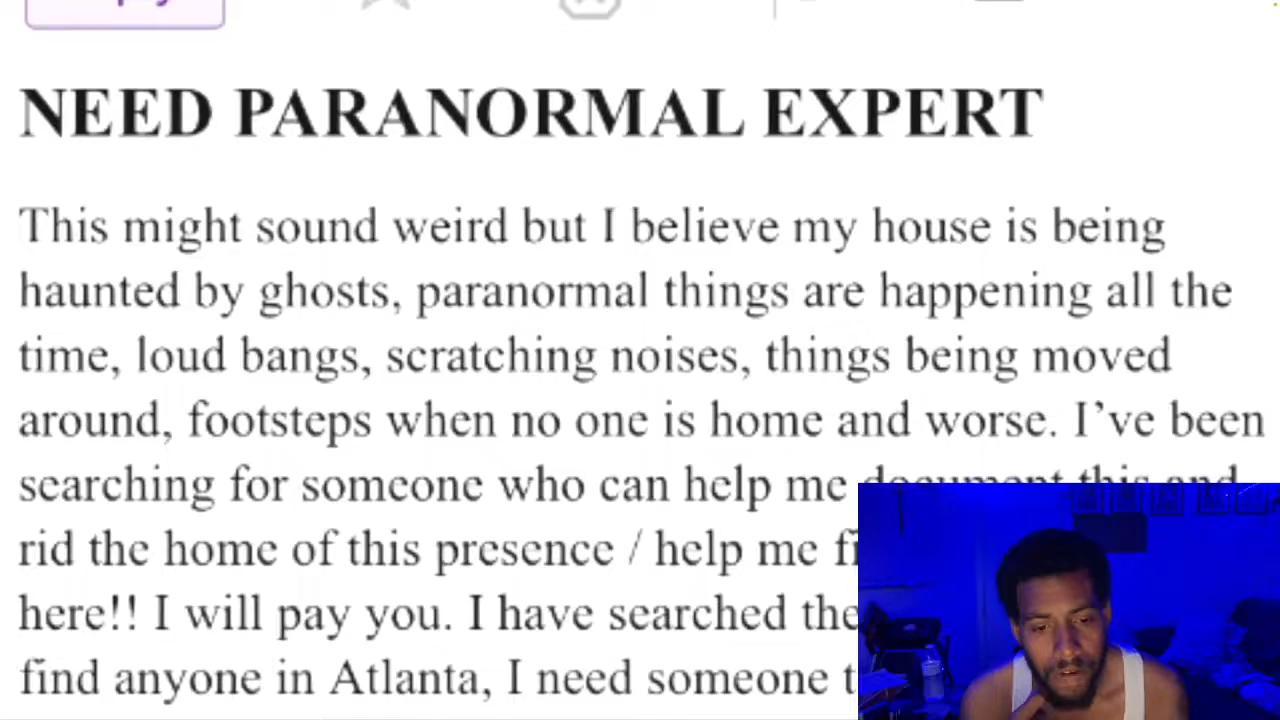 NEED PARANORMAL EXPERT
This might sound weird but I believe my house is being
haunted by ghosts, paranormal things are happening all the
time, loud bangs, scratching noises, things being moved
around, footsteps when no one is home and worse. I’ve been
searching for someone who can help me document this and
rid the home of this presence / help me
here!! I will pay you. I have searched the
find anyone in Atlanta, I need someone